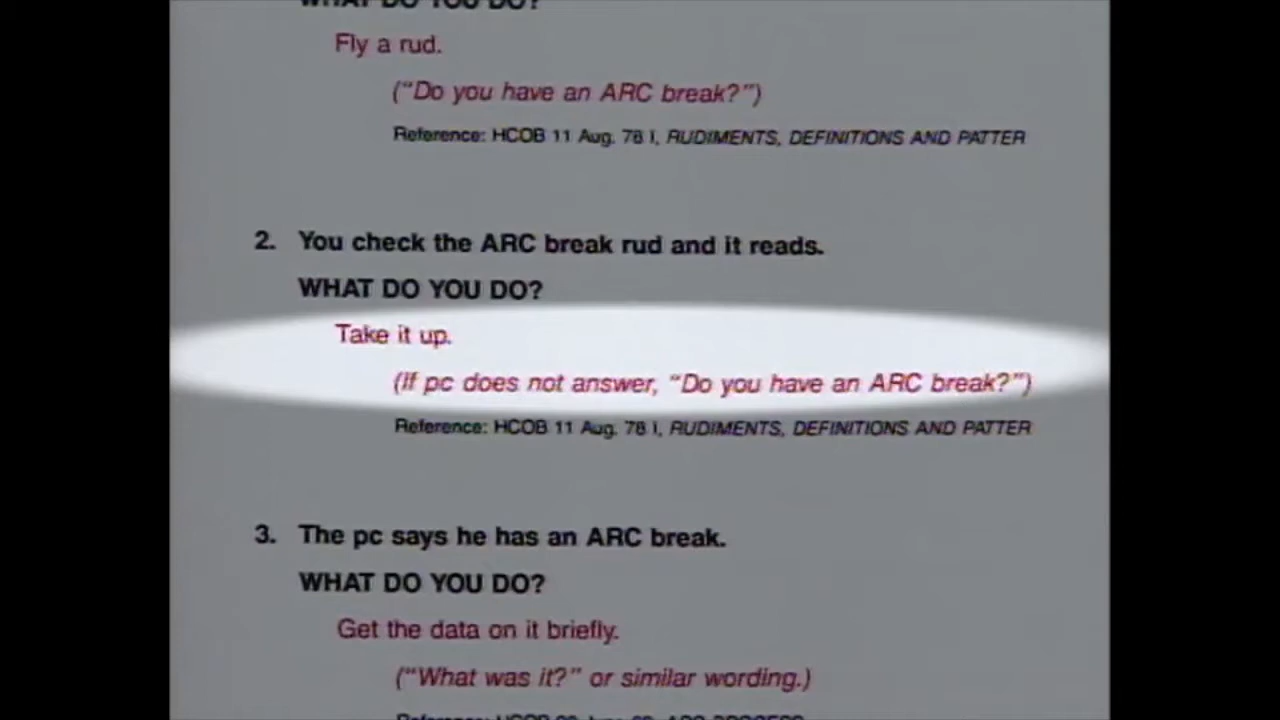 WHAT DO YOU DO?
Fly a rud.
("Do you have an ARC break?")
Reference: HCOB 11 Aug. 78 I, RUDIMENTS, DEFINITIONS AND PATTER
2. You check the ARC break rud and it reads.
WHAT DO YOU DO?
Take it up.
(If pc does not answer, "Do you have an ARC break?")
Reference: HCOB 11 Aug. 78 I, RUDIMENTS, DEFINITIONS AND PATTER
3. The pc says he has an ARC break.
WHAT DO YOU DO?
Get the data on it briefly.
("What was it?" or similar wording.)